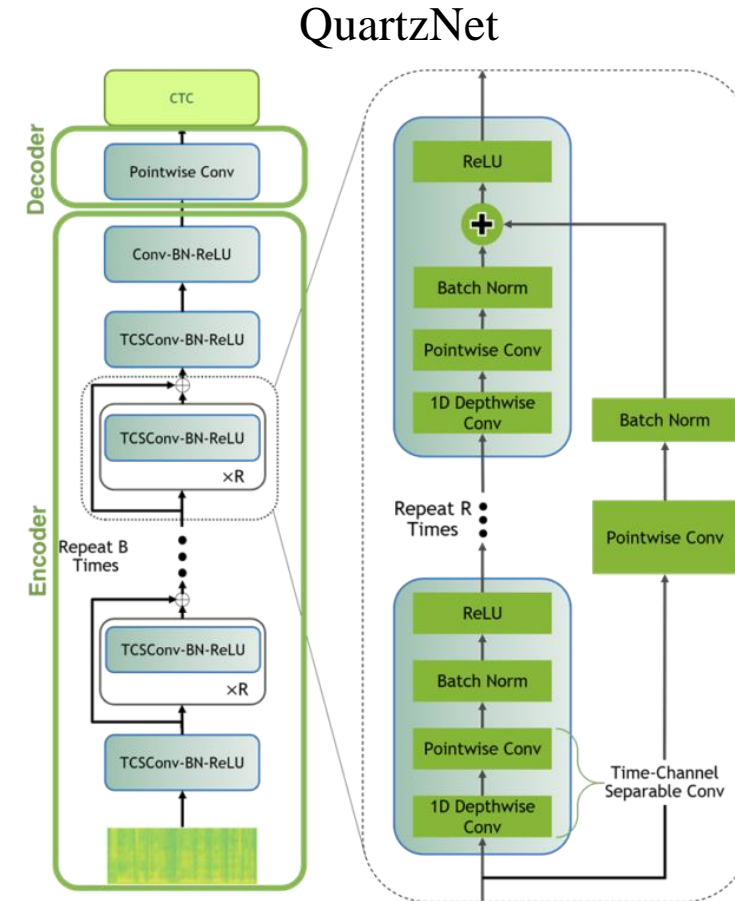 QuartzNet
CTC
Decoder
Pointwise Conv
Encoder
Conv-BN-ReLU
TCSConv-BN-ReLU
TCSConv-BN-ReLU
×R
Repeat B
Times
TCSConv-BN-ReLU
×R
TCSConv-BN-ReLU
ReLU
+
Batch Norm
Pointwise Conv
1D Depthwise
Conv
Repeat R
Times
ReLU
Batch Norm
Pointwise Conv
1D Depthwise
Conv
Batch Norm
Pointwise Conv
Time-Channel
Separable Conv